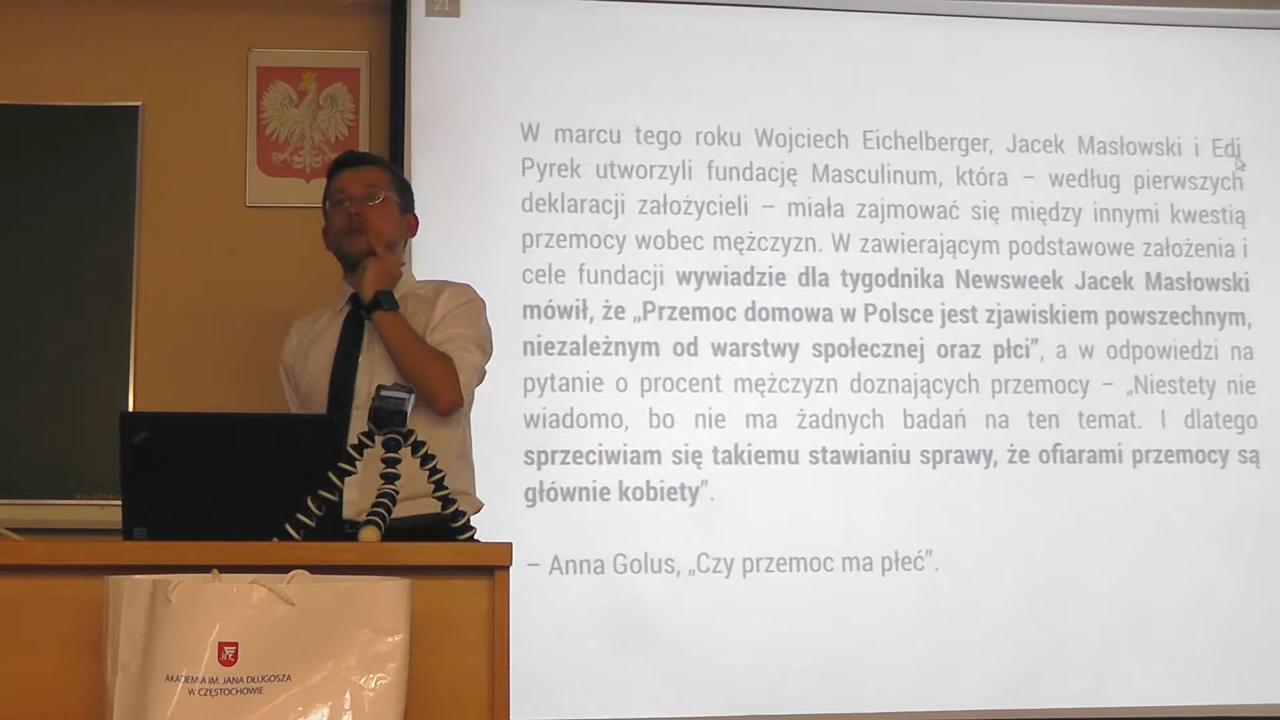 21
W marcu tego roku Wojciech Eichelberger, Jacek Masłowski i Edi
Pyrek utworzyli fundację Masculinum, która – według pierwszych
deklaracji założycieli – miała zajmować się między innymi kwestią
przemocy wobec mężczyzn. W zawierającym podstawowe założenia i
cele fundacji wywiadzie dla tygodnika Newsweek Jacek Masłowski
mówił, że „Przemoc domowa w Polsce jest zjawiskiem powszechnym,
niezależnym od warstwy społecznej oraz płci”, a w odpowiedzi na
pytanie o procent mężczyzn doznających przemocy – „Niestety nie
wiadomo, bo nie ma żadnych badań na ten temat. I dlatego
sprzeciwiam się takiemu stawianiu sprawy, że ofiarami przemocy są
głównie kobiety”.
– Anna Golus, „Czy przemoc ma płeć”.
AKADEMIA IM. JANA DŁUGOSZA
W CZĘSTOCHOWIE